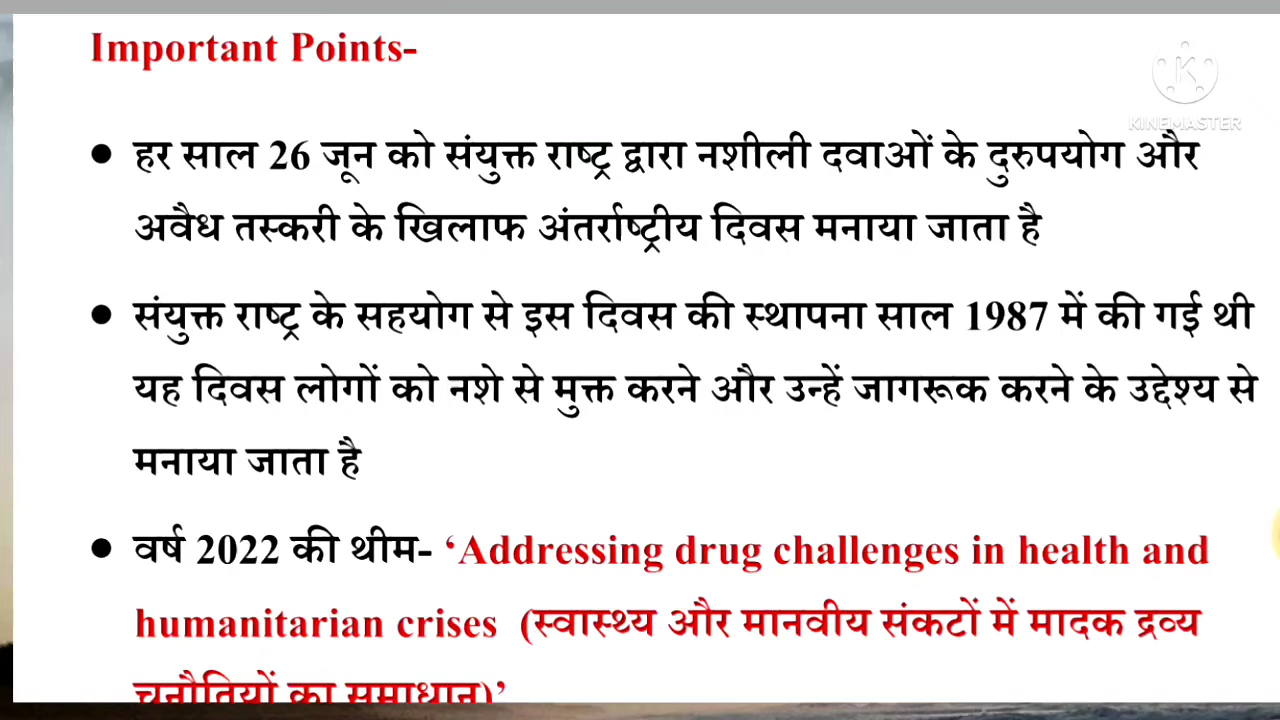 Important Points-
KINEMASTER
● हर साल 26 जून को संयुक्त राष्ट्र द्वारा नशीली दवाओं के दुरुपयोग और
अवैध तस्करी के खिलाफ अंतर्राष्ट्रीय दिवस मनाया जाता है
● संयुक्त राष्ट्र के सहयोग से इस दिवस की स्थापना साल 1987 में की गई थी
यह दिवस लोगों को नशे से मुक्त करने और उन्हें जागरूक करने के उद्देश्य से
मनाया जाता है
● वर्ष 2022 की थीम- ‘Addressing drug challenges in health and
humanitarian crises (स्वास्थ्य और मानवीय संकटों में मादक द्रव्य
चुनौतियों का समाधान)’